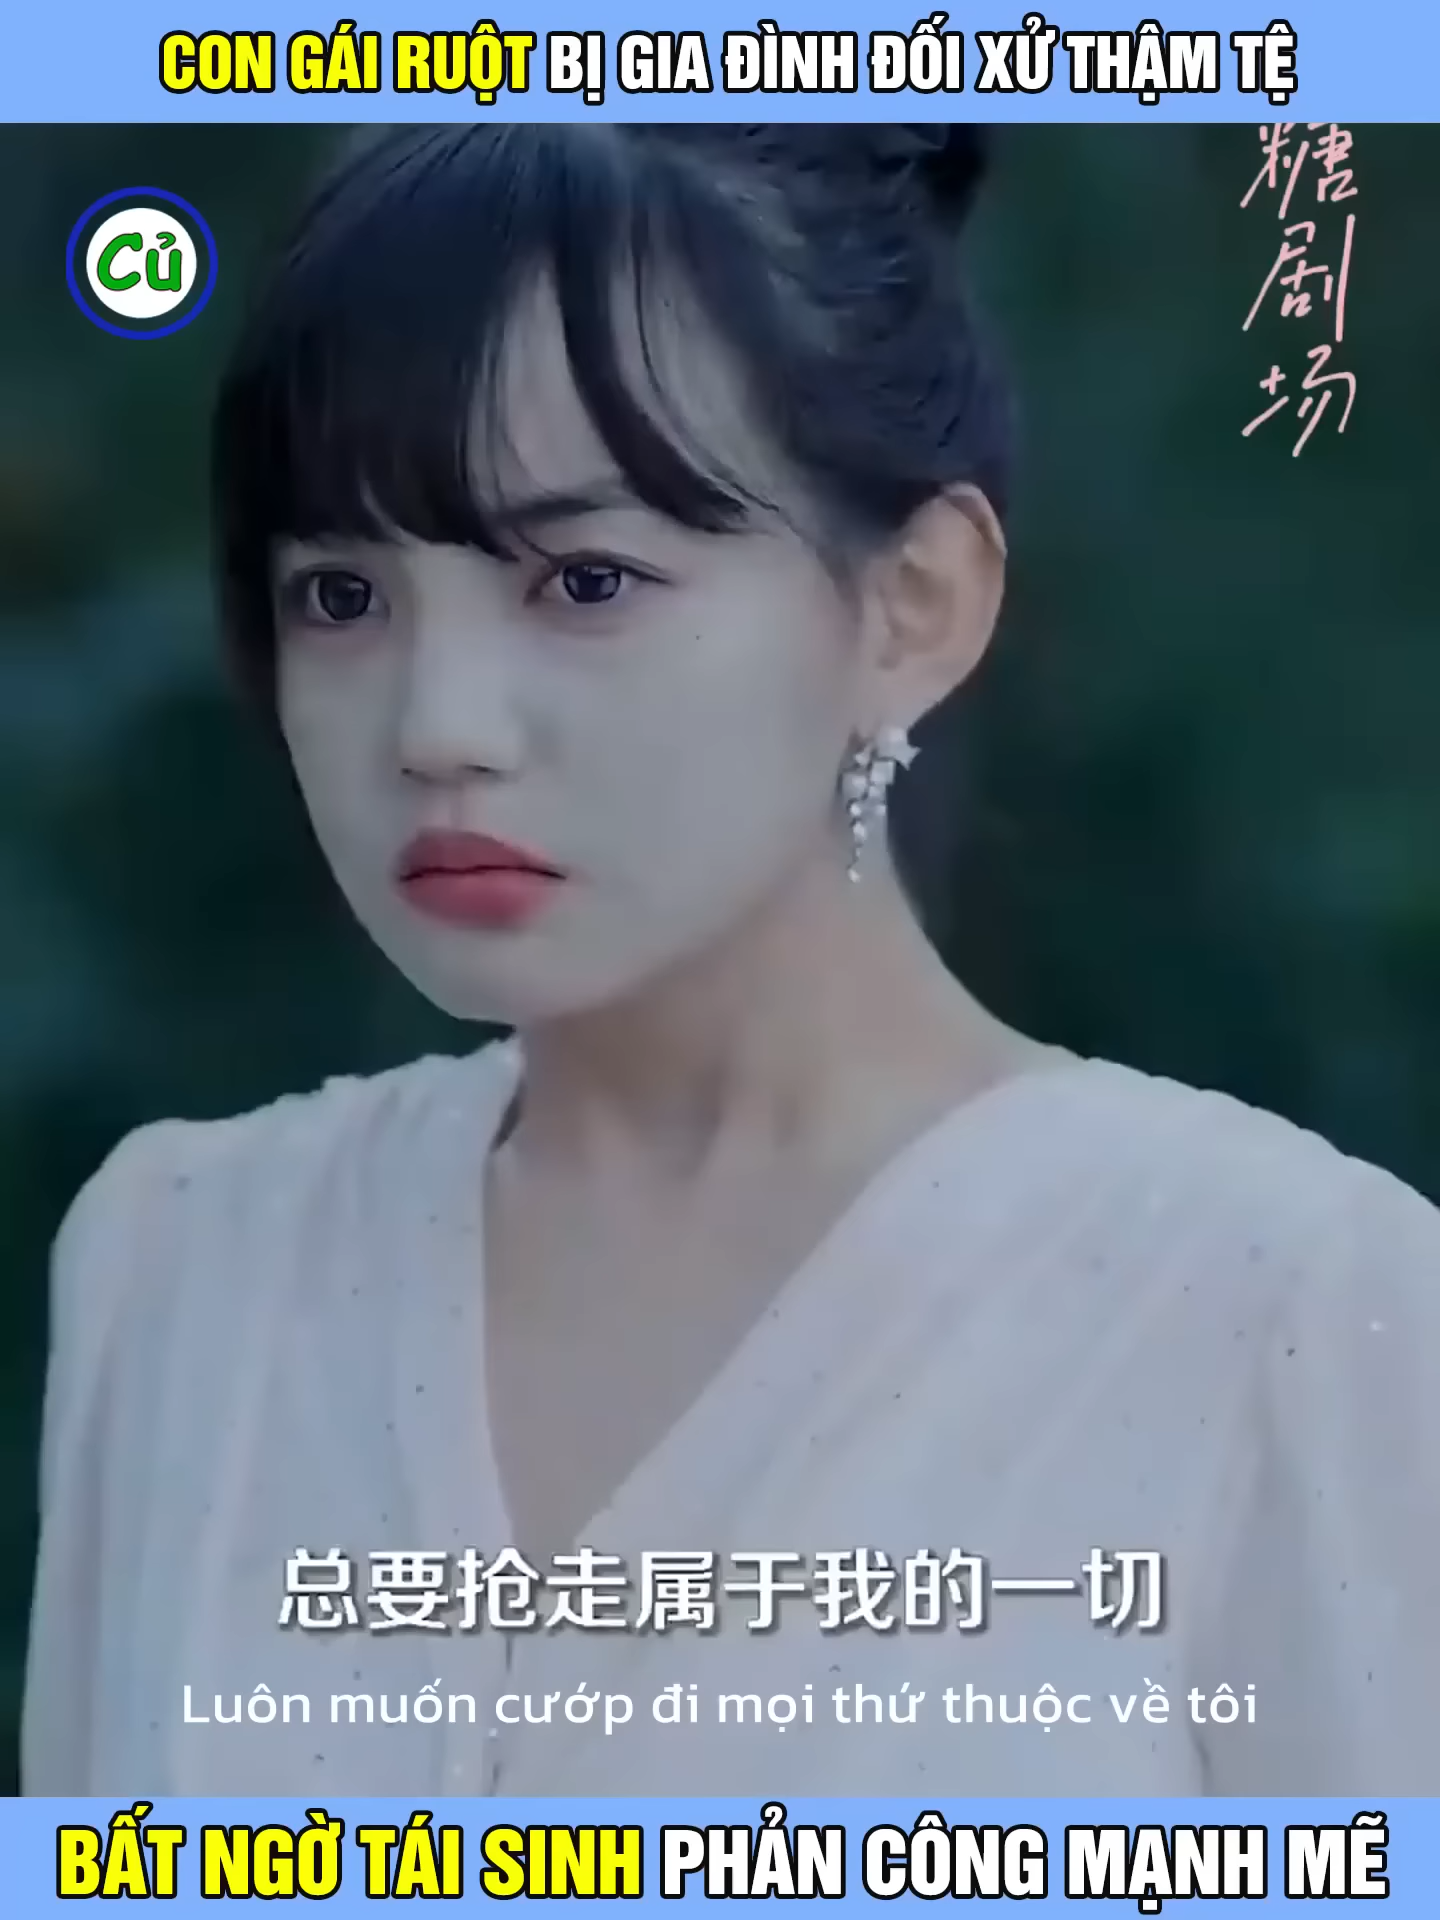 CON GÁI RUỘT BỊ GIA ĐÌNH ĐỐI XỬ THẬM TỆ
Củ
糖剧场
总要抢走属于我的一切
Luôn muốn cướp đi mọi thứ thuộc về tôi
BẤT NGỜ TÁI SINH PHẢN CÔNG MẠNH MẼ